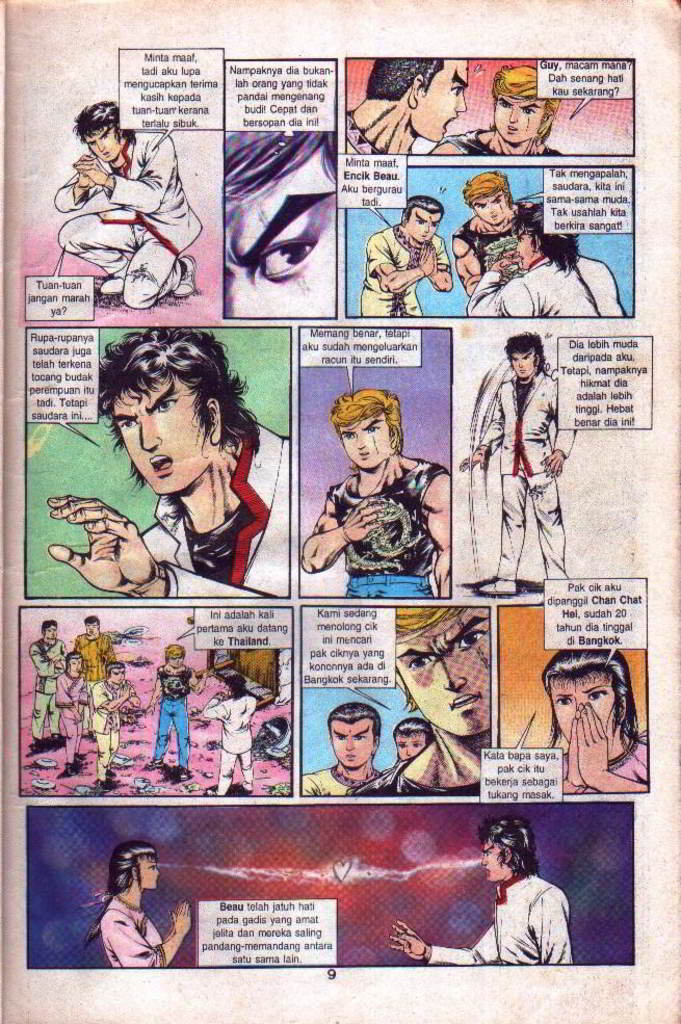 Minta maaf,
tadi aku lupa
mengucapkan terima
kasih kepada
tuan-tuan kerana
terlalu sibuk.
Tuan-tuan
jangan marah
ya?
Nampaknya dia bukan-
lah orang yang tidak
pandai mengenang
budi! Cepat dan
bersopan dia ini!
Guy, macam mana?
Dah senang hati
kau sekarang?
Minta maaf,
Encik Beau.
Aku bergurau
tadi.
Tak mengapalah,
saudara, kita ini
sama-sama muda.
Tak usahlah kita
berkira sangat!
Rupa-rupanya
saudara juga
telah terkena
tocang badik
perempuan itu
tadi. Tetapi
saudara ini....
Memang benar, tetapi
aku sudah mengeluarkan
racun itu sendiri.
Dia lebih muda
daripada aku.
Tetapi, nampaknya
hikmat dia
adalah lebih
tinggi. Hebat
benar dia ini!
Ini adalah kali
pertama aku datang
ke Thailand.
Kami sedang
menolong cik
ini mencari
pak ciknya yang
kononnya ada di
Bangkok sekarang.
Pak cik aku
dipanggil Chan Chat
Hei, sudah 20
tahun dia tinggal
di Bangkok.
Kata bapa saya,
pak cik itu
bekerja sebagai
tukang masak.
Beau telah jatuh hati
pada gadis yang amat
jelita dan mereka saling
pandang-memandang antara
satu sama lain.
9